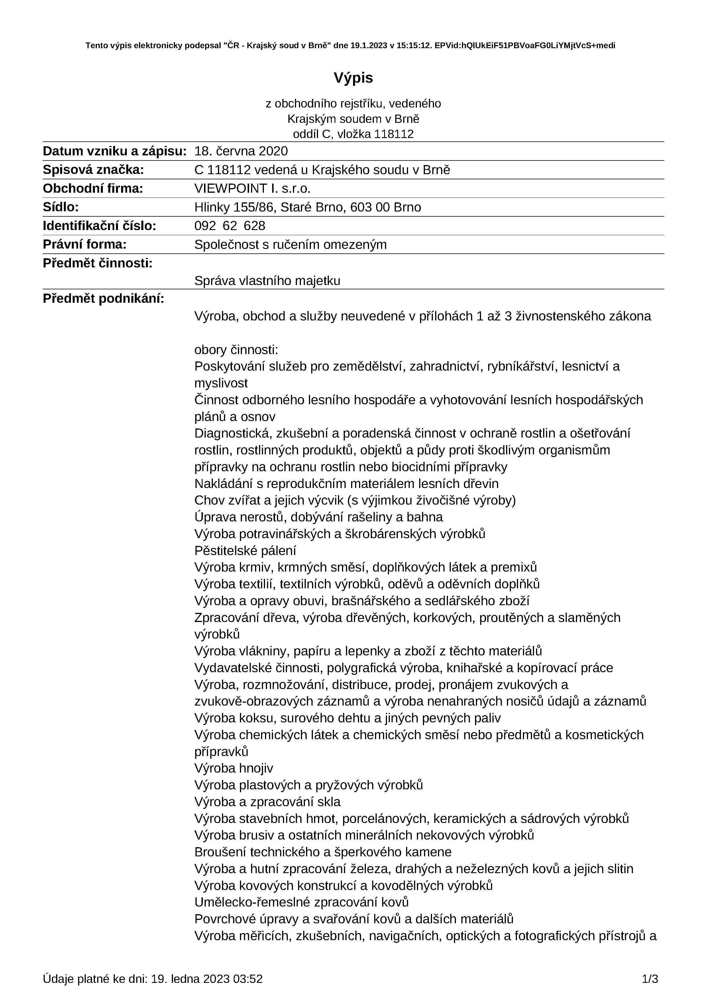 Tento výpis elektronicky podepsal "ČR - Krajský soud v Brně" dne 19.1.2023 v 15:15:12. EPVid:hQlUkEiF51PBVoaFG0LiYMjtVcS+medi
Výpis
z obchodního rejstříku, vedeného
Krajským soudem v Brně
oddíl C, vložka 118112
Datum vzniku a zápisu: 18. června 2020
Spisová značka: C 118112 vedená u Krajského soudu v Brně
Obchodní firma: VIEWPOINT I. s.r.o.
Sídlo: Hlinky 155/86, Staré Brno, 603 00 Brno
Identifikační číslo: 092 62 628
Právní forma: Společnost s ručením omezeným
Předmět činnosti:
Správa vlastního majetku
Předmět podnikání:
Výroba, obchod a služby neuvedené v přílohách 1 až 3 živnostenského zákona
obory činnosti:
Poskytování služeb pro zemědělství, zahradnictví, rybníkářství, lesnictví a
myslivost
Činnost odborného lesního hospodáře a vyhotovování lesních hospodářských
plánů a osnov
Diagnostická, zkušební a poradenská činnost v ochraně rostlin a ošetřování
rostlin, rostlinných produktů, objektů a půdy proti škodlivým organismům
přípravky na ochranu rostlin nebo biocidními přípravky
Nakládání s reprodukčním materiálem lesních dřevin
Chov zvířat a jejich výcvik (s výjimkou živočišné výroby)
Úprava nerostů, dobývání rašeliny a bahna
Výroba potravinářských a škrobárenských výrobků
Pěstitelské pálení
Výroba krmiv, krmných směsí, doplňkových látek a premixů
Výroba textilií, textilních výrobků, oděvů a oděvních doplňků
Výroba a opravy obuvi, brašnářského a sedlářského zboží
Zpracování dřeva, výroba dřevěných, korkových, proutěných a slaměných
výrobků
Výroba vlákniny, papíru a lepenky a zboží z těchto materiálů
Vydavatelské činnosti, polygrafická výroba, knihařské a kopírovací práce
Výroba, rozmnožování, distribuce, prodej, pronájem zvukových a
zvukově-obrazových záznamů a výroba nenahraných nosičů údajů a záznamů
Výroba koksu, surového dehtu a jiných pevných paliv
Výroba chemických látek a chemických směsí nebo předmětů a kosmetických
přípravků
Výroba hnojiv
Výroba plastových a pryžových výrobků
Výroba a zpracování skla
Výroba stavebních hmot, porcelánových, keramických a sádrových výrobků
Výroba brusiv a ostatních minerálních nekovových výrobků
Broušení technického a šperkového kamene
Výroba a hutní zpracování železa, drahých a neželezných kovů a jejich slitin
Výroba kovových konstrukcí a kovodělných výrobků
Umělecko-řemeslné zpracování kovů
Povrchové úpravy a svařování kovů a dalších materiálů
Výroba měřicích, zkušebních, navigačních, optických a fotografických přístrojů a
Údaje platné ke dni: 19. ledna 2023 03:52 1/3